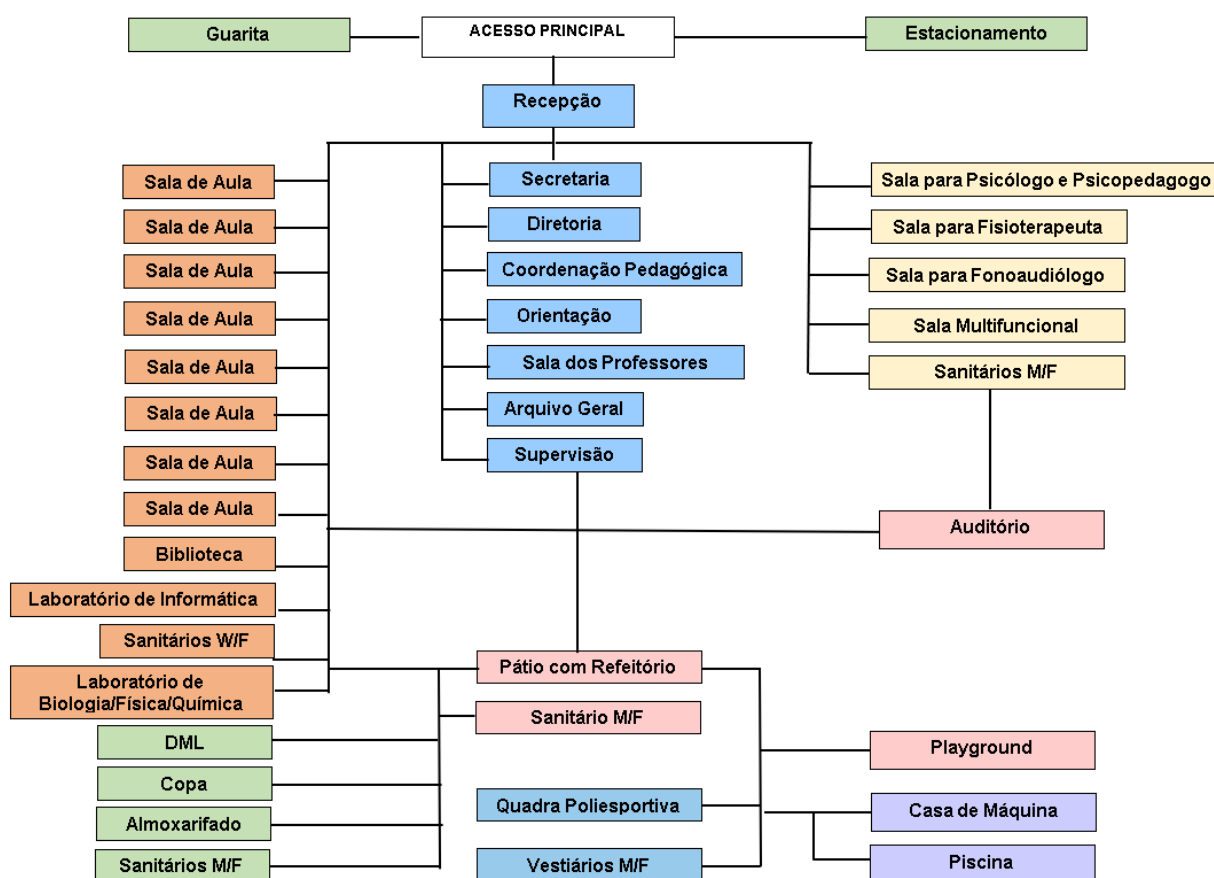 Guarita
ACESSO PRINCIPAL
Estacionamento
Recepção
Sala de Aula
Sala de Aula
Sala de Aula
Sala de Aula
Sala de Aula
Sala de Aula
Sala de Aula
Sala de Aula
Biblioteca
Laboratório de Informática
Sanitários W/F
Laboratório de
Biologia/Física/Química
DML
Copa
Almoxarifado
Sanitários M/F
Secretaria
Diretoria
Coordenação Pedagógica
Orientação
Sala dos Professores
Arquivo Geral
Supervisão
Pátio com Refeitório
Sanitário M/F
Quadra Poliesportiva
Vestiários M/F
Sala para Psicólogo e Psicopedagogo
Sala para Fisioterapeuta
Sala para Fonoaudiólogo
Sala Multifuncional
Sanitários M/F
Auditório
Playground
Casa de Máquina
Piscina